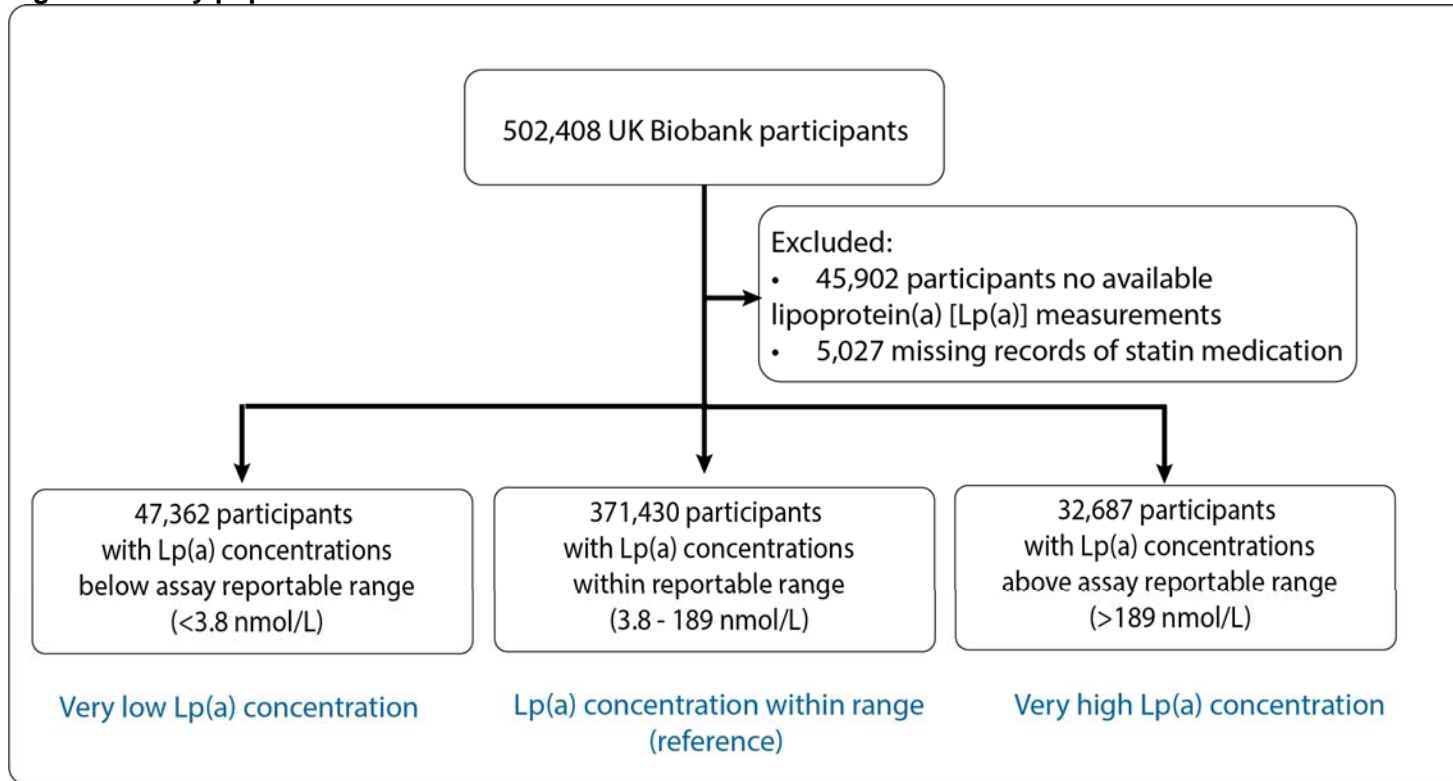 502,408 UK Biobank participants
Excluded:
• 45,902 participants no available
lipoprotein(a) [Lp(a)] measurements
• 5,027 missing records of statin medication
47,362 participants
with Lp(a) concentrations
below assay reportable range
(<3.8 nmol/L)
371,430 participants
with Lp(a) concentrations
within reportable range
(3.8 - 189 nmol/L)
32,687 participants
with Lp(a) concentrations
above assay reportable range
(>189 nmol/L)
Very low Lp(a) concentration
Lp(a) concentration within range
(reference)
Very high Lp(a) concentration